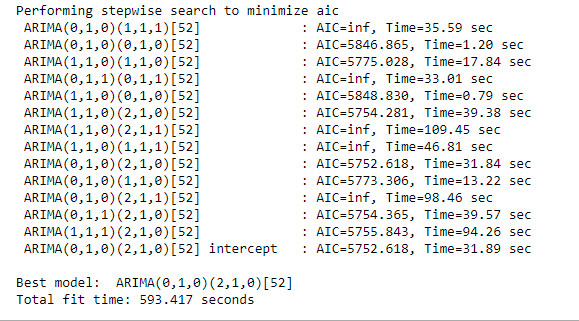 Performing stepwise search to minimize aic
ARIMA(0,1,0)(1,1,1)[52]             : AIC=inf, Time=35.59 sec
ARIMA(0,1,0)(0,1,0)[52]             : AIC=5846.865, Time=1.20 sec
ARIMA(1,1,0)(1,1,0)[52]             : AIC=5775.028, Time=17.84 sec
ARIMA(0,1,1)(0,1,1)[52]             : AIC=inf, Time=33.01 sec
ARIMA(1,1,0)(0,1,0)[52]             : AIC=5848.830, Time=0.79 sec
ARIMA(1,1,0)(2,1,0)[52]             : AIC=5754.281, Time=39.38 sec
ARIMA(1,1,0)(2,1,1)[52]             : AIC=inf, Time=109.45 sec
ARIMA(1,1,0)(1,1,1)[52]             : AIC=inf, Time=46.81 sec
ARIMA(0,1,0)(2,1,0)[52]             : AIC=5752.618, Time=31.84 sec
ARIMA(0,1,0)(1,1,0)[52]             : AIC=5773.306, Time=13.22 sec
ARIMA(0,1,0)(2,1,1)[52]             : AIC=inf, Time=98.46 sec
ARIMA(0,1,1)(2,1,0)[52]             : AIC=5754.365, Time=39.57 sec
ARIMA(1,1,1)(2,1,0)[52]             : AIC=5755.843, Time=94.26 sec
ARIMA(0,1,0)(2,1,0)[52] intercept   : AIC=5752.618, Time=31.89 sec
Best model:  ARIMA(0,1,0)(2,1,0)[52]
Total fit time: 593.417 seconds